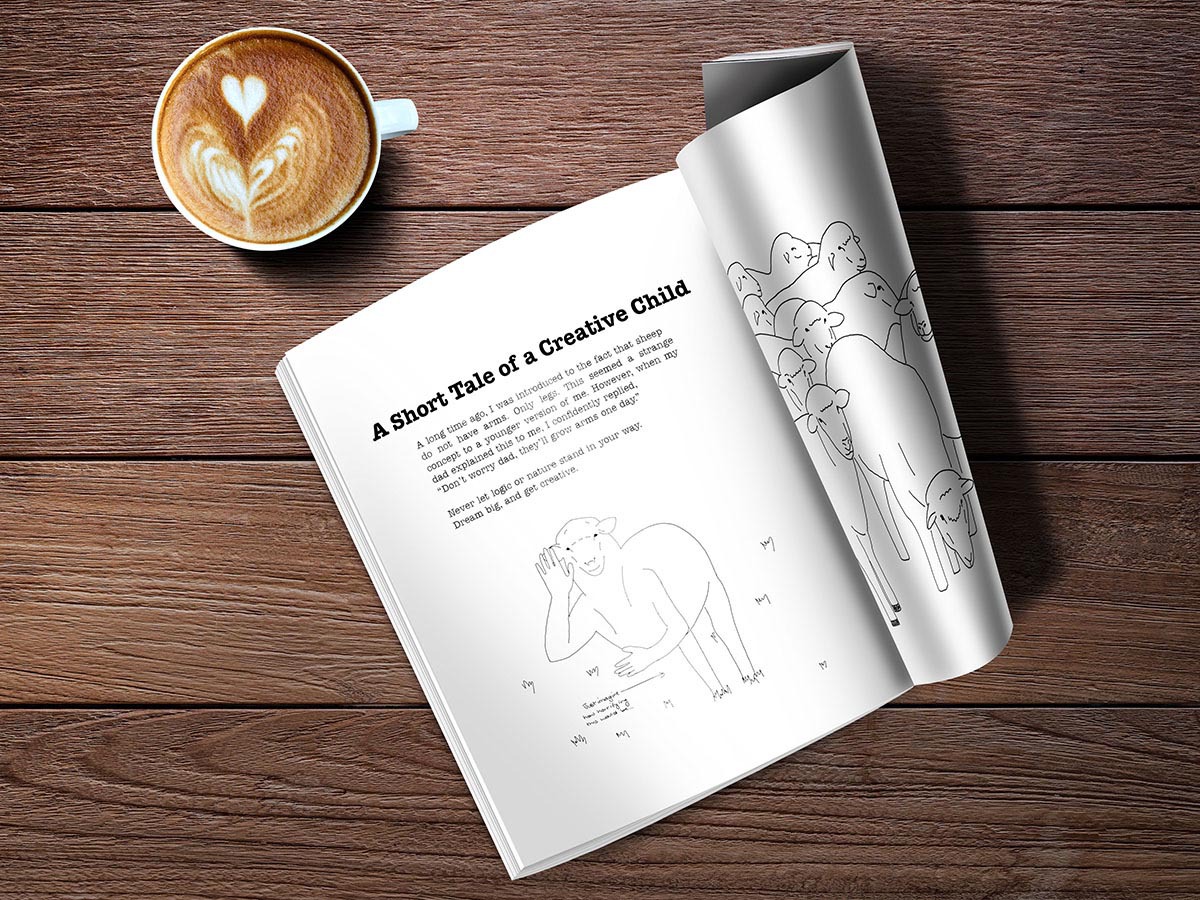 A Short Tale of a Creative Child
A long time ago, I was introduced to the fact that sheep
do not have arms. Only legs. This seemed a strange
concept to a younger version of me. However, when my
dad explained this to me, I confidently replied,
“Don’t worry dad, they’ll grow arms one day.”
Never let logic or nature stand in your way.
Dream big, and get creative.
Just imagine
how horrifying
this would be